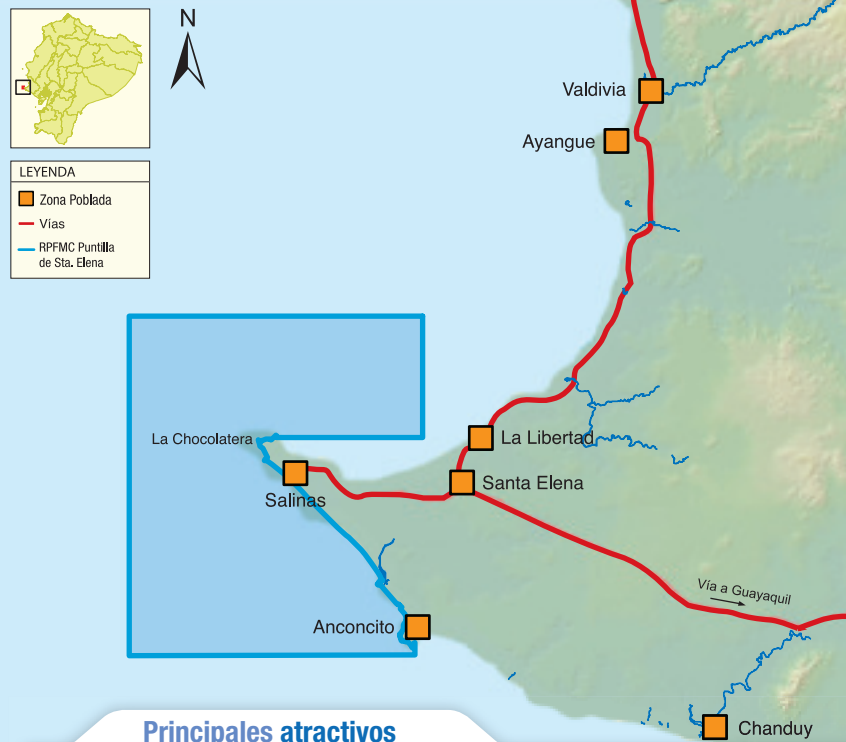 N
LEYENDA
Zona Poblada
Vías
RPFMC Puntilla
de Sta. Elena
Valdivia
Ayangue
La Chocolatera
La Libertad
Salinas
Santa Elena
Vía a Guayaquil
Anconcito
Chanduy
Principales atractivos